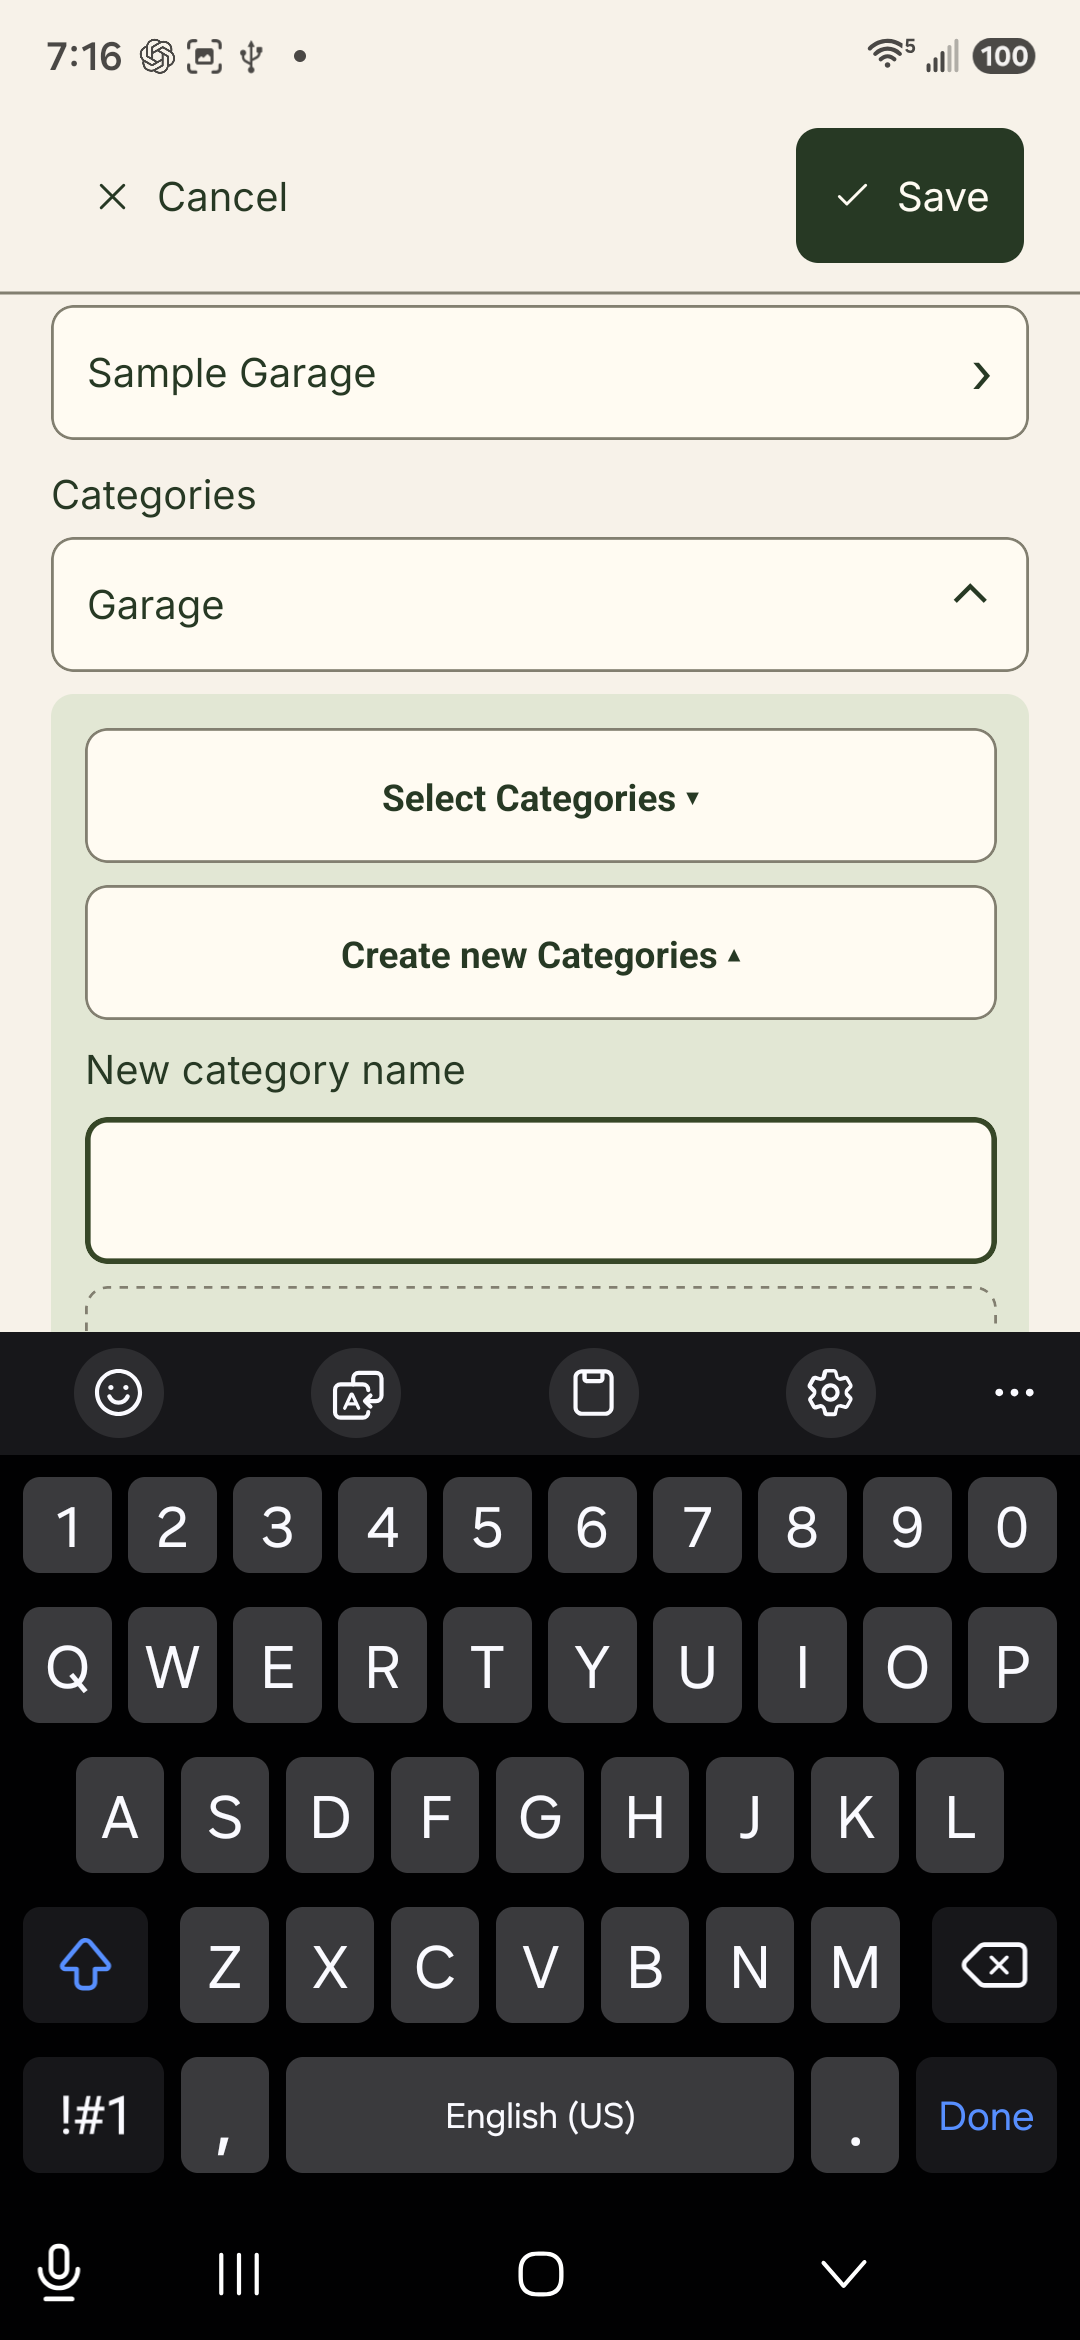 7:16
5
100
Cancel
Save
Sample Garage
Categories
Garage
Select Categories
Create new Categories
New category name
1 2 3 4 5 6 7 8 9 0
Q W E R T Y U I O P
A S D F G H J K L
Z X C V B N M
!#1 , English (US) . Done